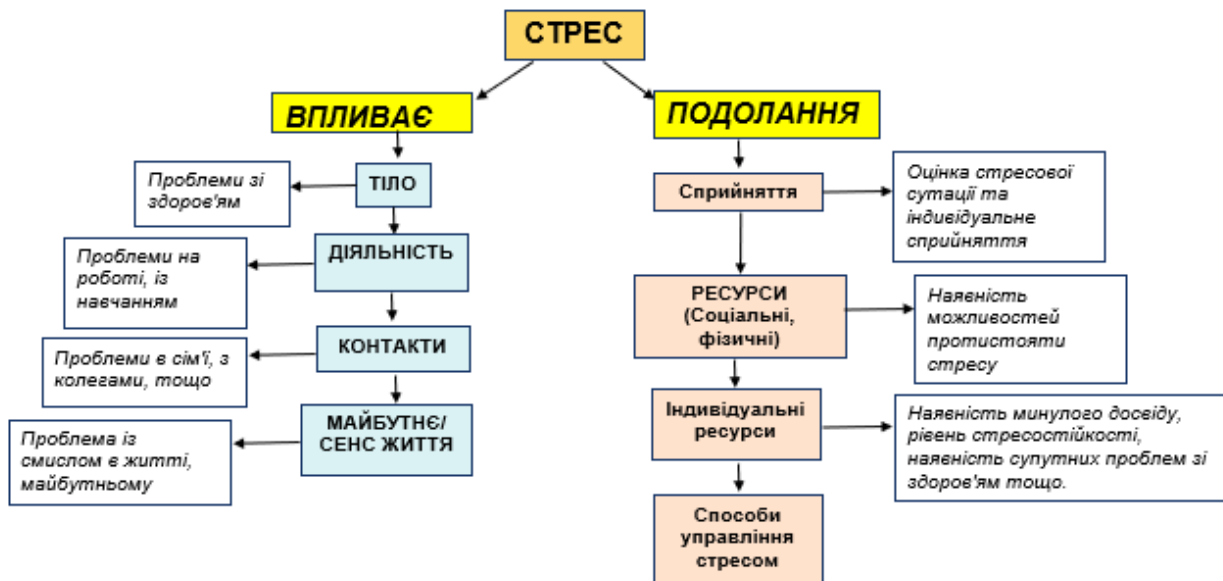 СТРЕС
ВПЛИВАЄ
ПОДОЛАННЯ
Проблеми зі
здоров'ям
ТІЛО
Проблеми на
роботі, із
навчанням
ДІЯЛЬНІСТЬ
Проблеми в сім'ї, з
колегами, тощо
КОНТАКТИ
Проблема із
смислом в житті,
майбутньому
МАЙБУТНЄ/
СЕНС ЖИТТЯ
Сприйняття
Оцінка стресової
сутації та
індивідуальне
сприйняття
РЕСУРСИ
(Соціальні,
фізичні)
Наявність
можливостей
протистояти
стресу
Індивідуальні
ресурси
Наявність минулого досвіду,
рівень стресостійкості,
наявність супутних проблем зі
здоров'ям тощо.
Способи
управління
стресом